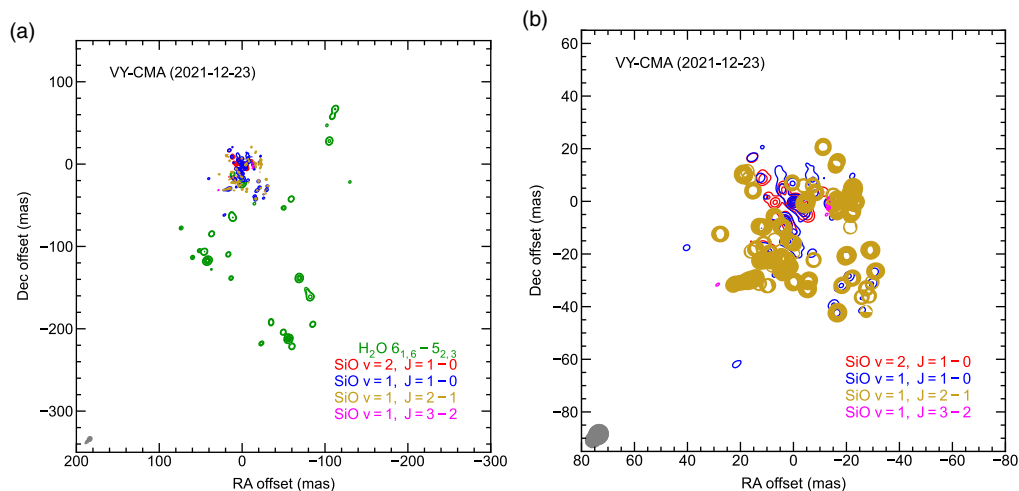 (a)
VY-CMA (2021-12-23)
100
0
−100
−200
−300
Dec offset (mas)
H₂O 6₁,₆ − 5₂,₃
SiO v = 2, J = 1 − 0
SiO v = 1, J = 1 − 0
SiO v = 1, J = 2 − 1
SiO v = 1, J = 3 − 2
200 100 0 −100 −200 −300
RA offset (mas)
(b)
VY-CMA (2021-12-23)
60
40
20
0
−20
−40
−60
−80
Dec offset (mas)
SiO v = 2, J = 1 − 0
SiO v = 1, J = 1 − 0
SiO v = 1, J = 2 − 1
SiO v = 1, J = 3 − 2
80 60 40 20 0 −20 −40 −60 −80
RA offset (mas)